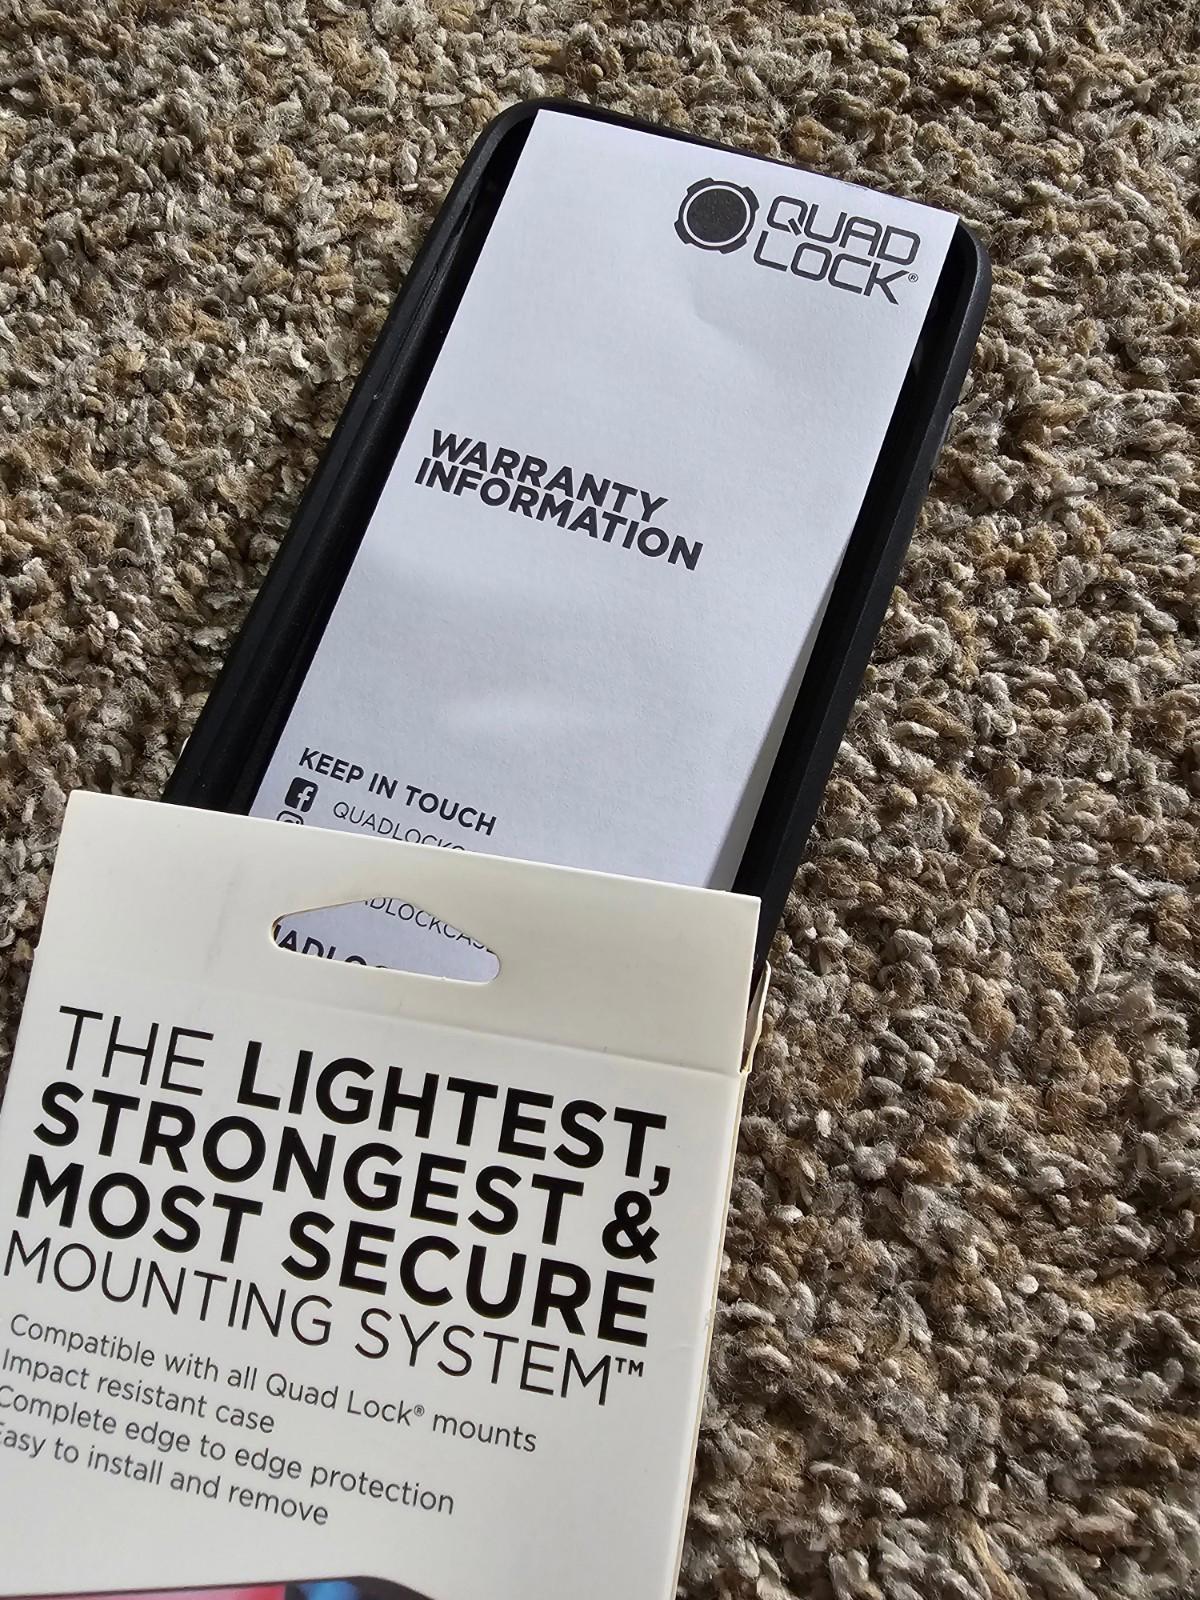 QUAD
LOCK®
WARRANTY
INFORMATION
KEEP IN TOUCH
THE LIGHTEST,
STRONGEST &
MOST SECURE
MOUNTING SYSTEM™
Compatible with all Quad Lock® mounts
Impact resistant case
Complete edge to edge protection
to install and remove